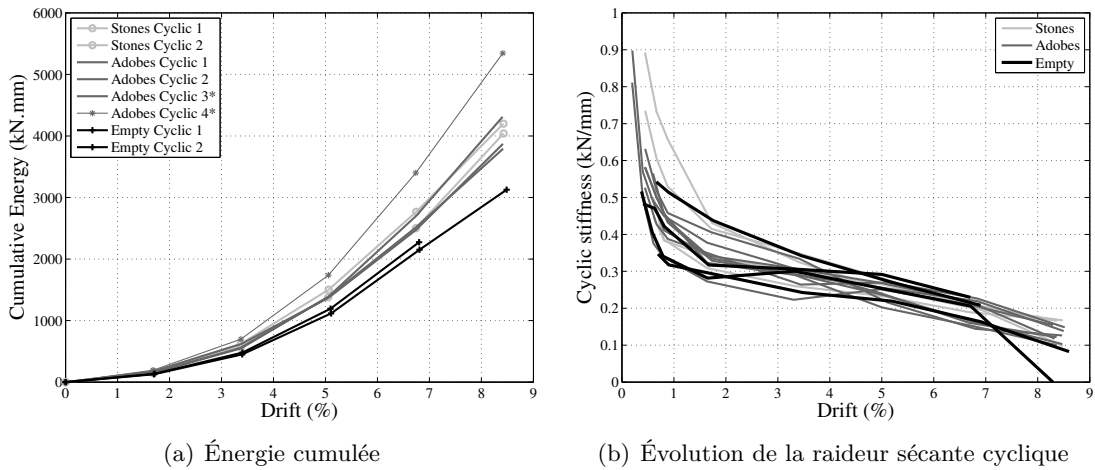 6000
5000
4000
3000
2000
1000
0
Cumulative Energy (kN.mm)
Stones Cyclic 1
Stones Cyclic 2
Adobes Cyclic 1
Adobes Cyclic 2
Adobes Cyclic 3*
Adobes Cyclic 4*
Empty Cyclic 1
Empty Cyclic 2
0 1 2 3 4 5 6 7 8 9
Drift (%)
(a) Énergie cumulée
1
0.9
0.8
0.7
0.6
0.5
0.4
0.3
0.2
0.1
0
Cyclic stiffness (kN/mm)
Stones
Adobes
Empty
0 1 2 3 4 5 6 7 8 9
Drift (%)
(b) Évolution de la raideur sécante cyclique